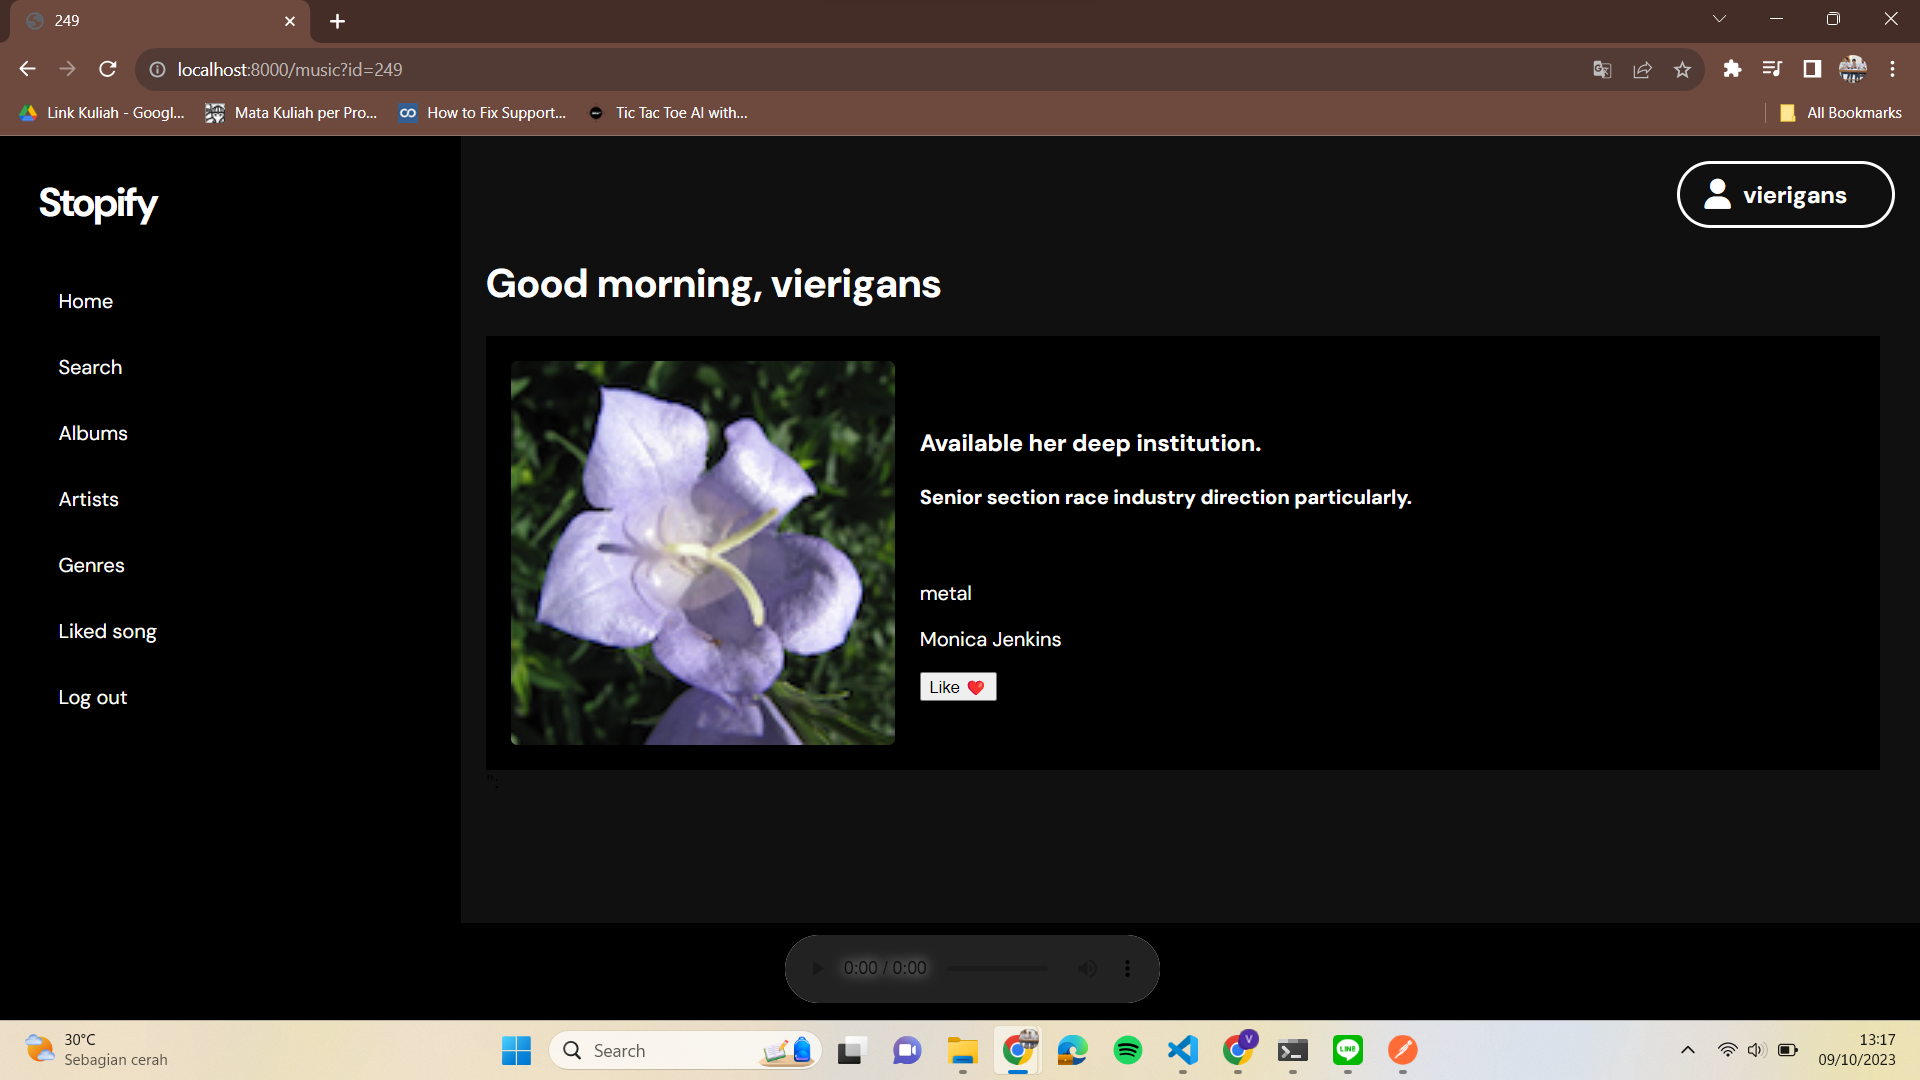 249
localhost:8000/music?id=249
Link Kuliah - Googl...
Mata Kuliah per Pro...
How to Fix Support...
Tic Tac Toe AI with...
All Bookmarks
Stopify
vierigans
Home
Search
Albums
Artists
Genres
Liked song
Log out
Good morning, vierigans
Available her deep institution.
Senior section race industry direction particularly.
metal
Monica Jenkins
Like ❤️
";
0:00 / 0:00
30°C
Sebagian cerah
Search
V
LINE
13:17
09/10/2023